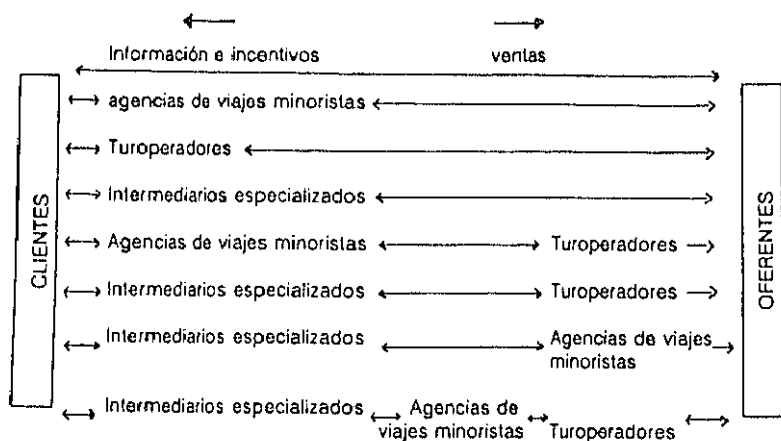 Información e incentivos ventas
agencias de viajes minoristas
Turoperadores
Intermediarios especializados
Agencias de viajes minoristas Turoperadores
Intermediarios especializados Turoperadores
Intermediarios especializados Agencias de viajes
minoristas
Intermediarios especializados Agencias de
viajes minoristas Turoperadores
CLIENTES
OFERENTES